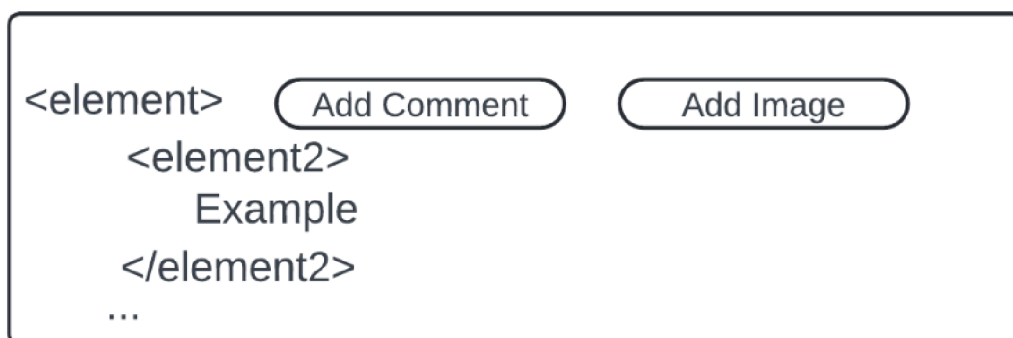 <element> Add Comment Add Image
<element2>
Example
</element2>
...